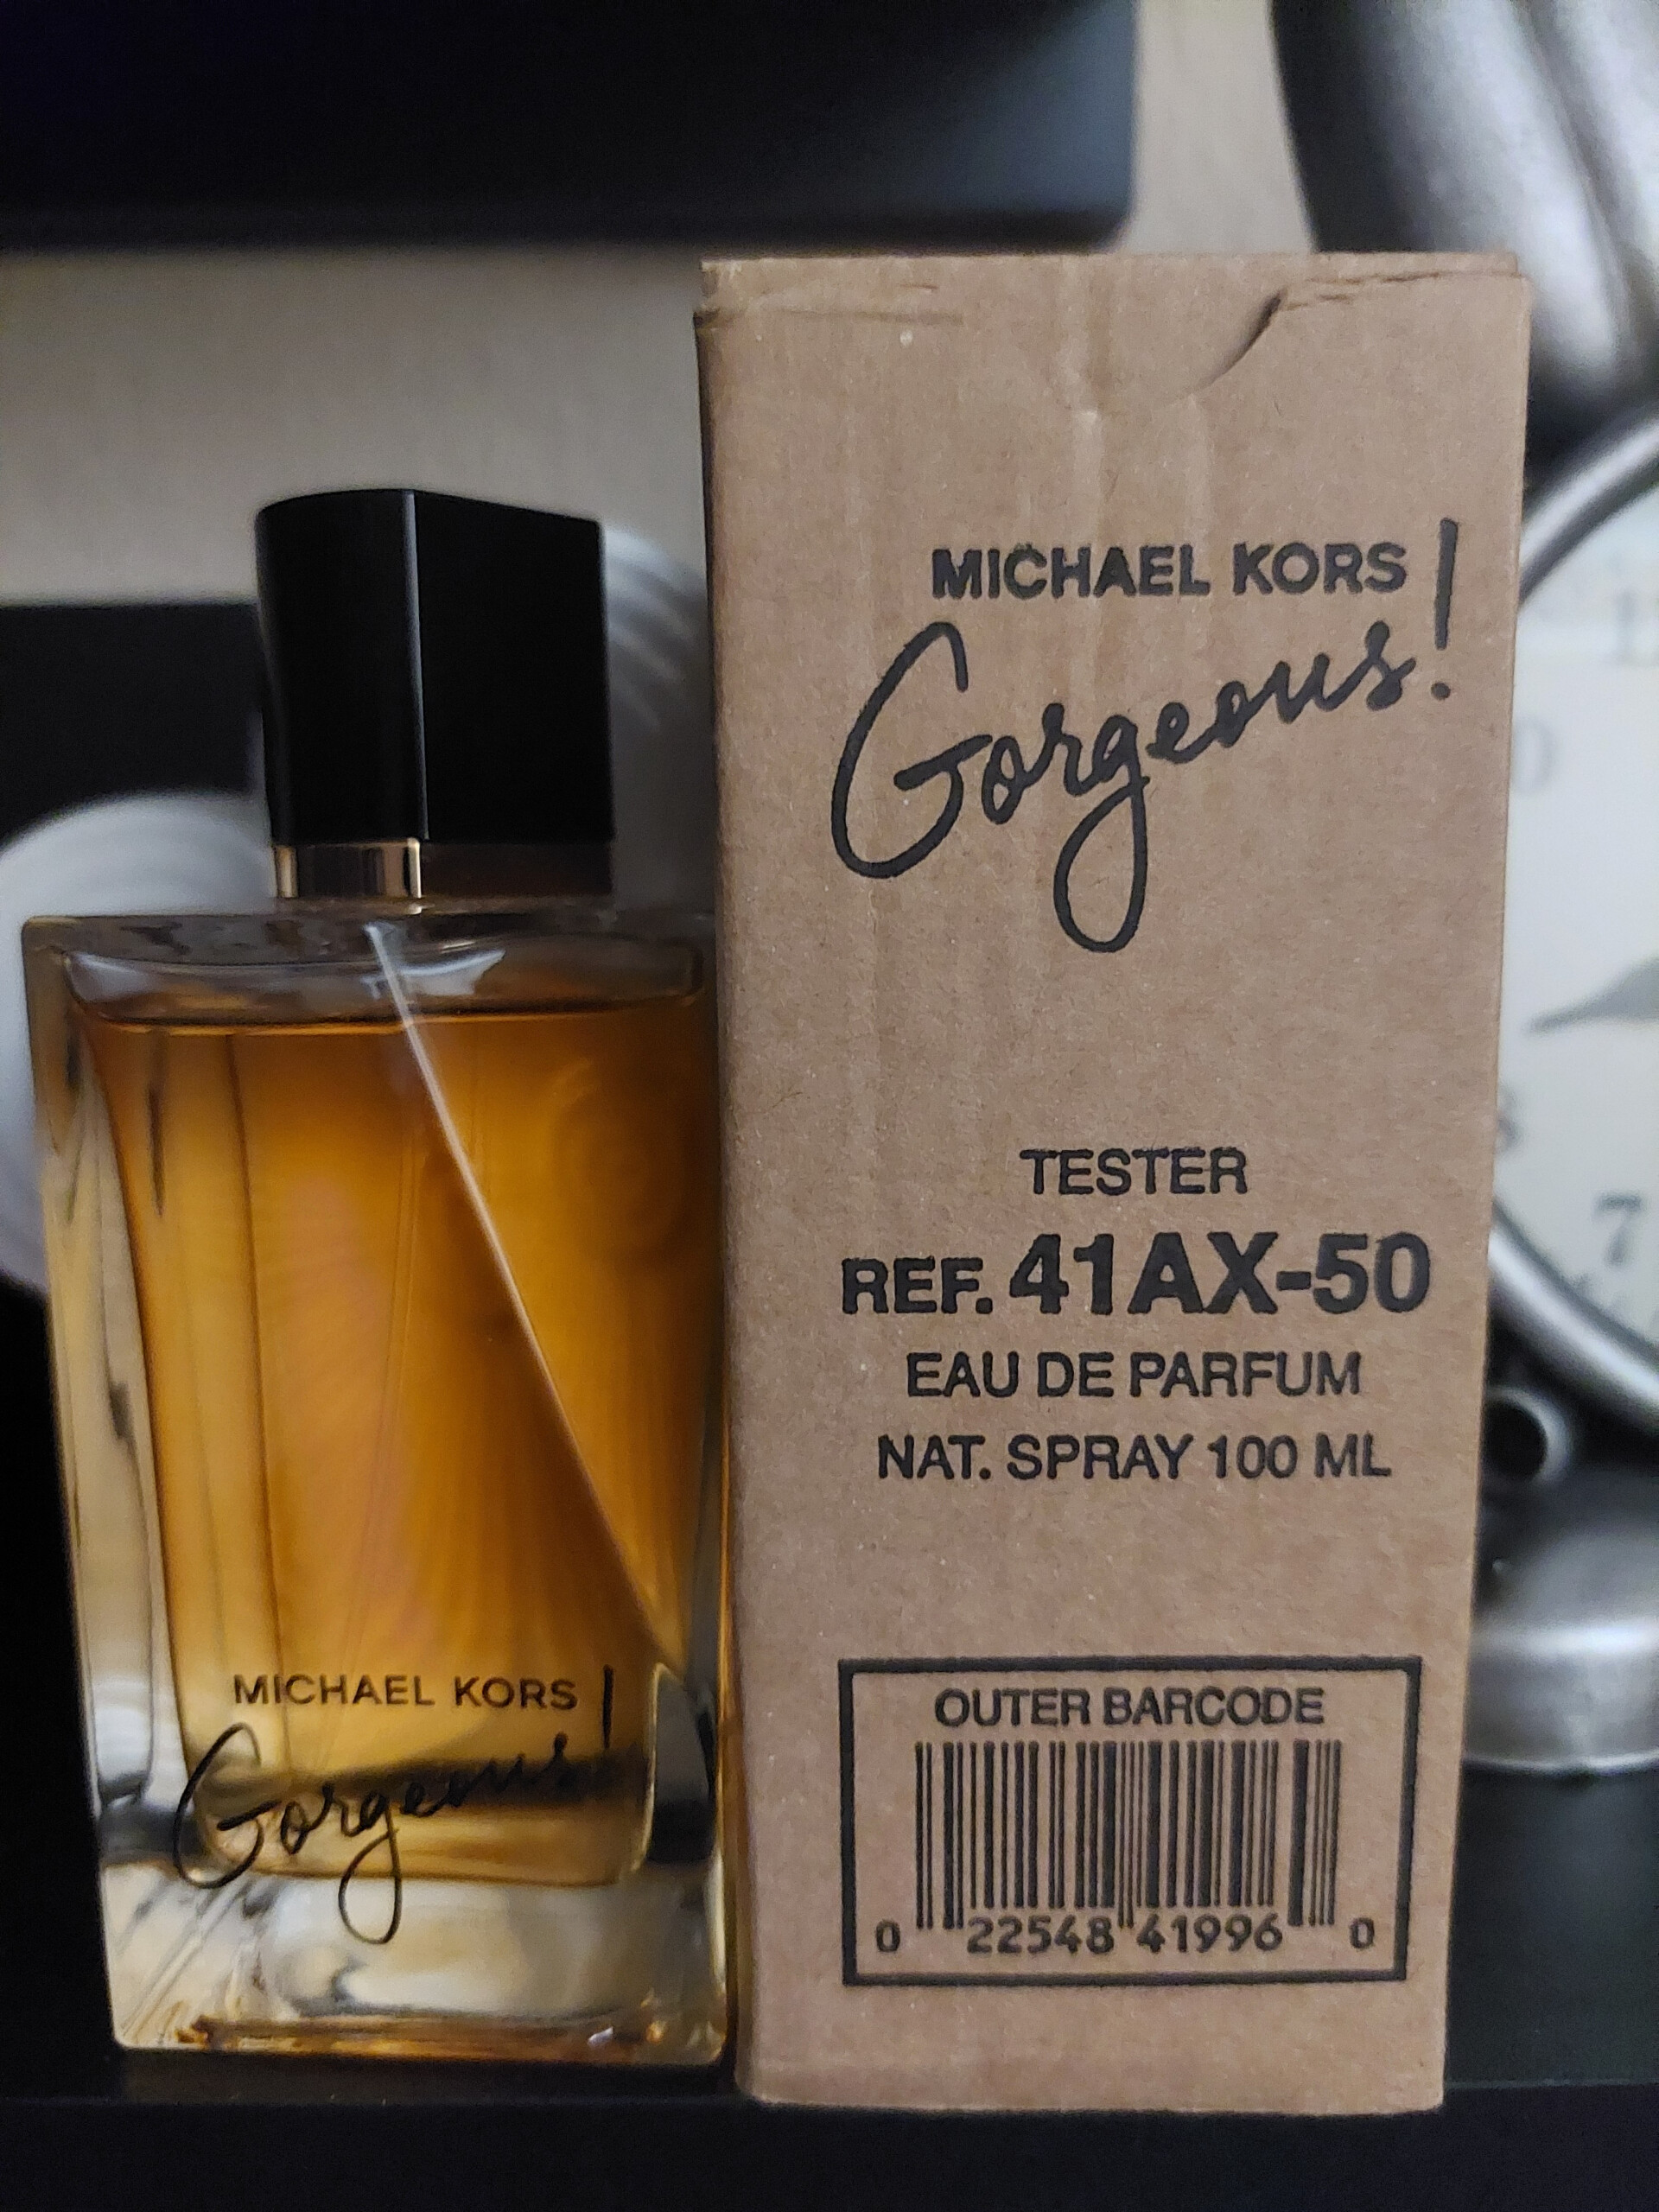 MICHAEL KORS
Gorgeous!
TESTER
REF. 41AX-50
EAU DE PARFUM
NAT. SPRAY 100 ML
OUTER BARCODE
0 22548 41996 0
MICHAEL KORS
Gorgeous!
7